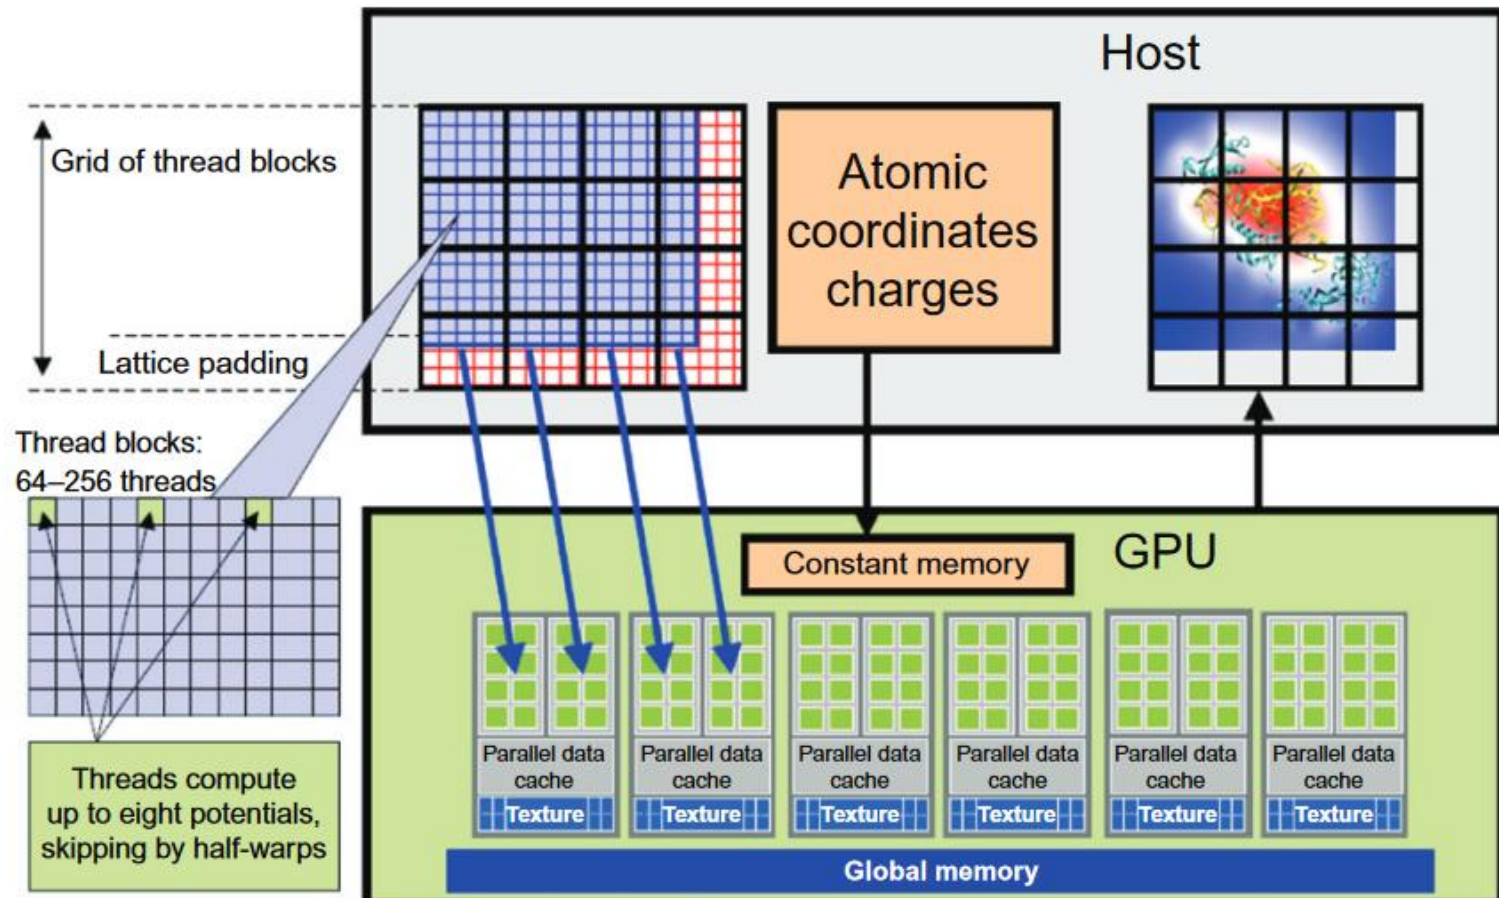 Host
Grid of thread blocks
Atomic
coordinates
charges
Lattice padding
Thread blocks:
64–256 threads
Threads compute
up to eight potentials,
skipping by half-warps
GPU
Constant memory
Parallel data
cache
Texture
Parallel data
cache
Texture
Parallel data
cache
Texture
Parallel data
cache
Texture
Parallel data
cache
Texture
Parallel data
cache
Texture
Global memory